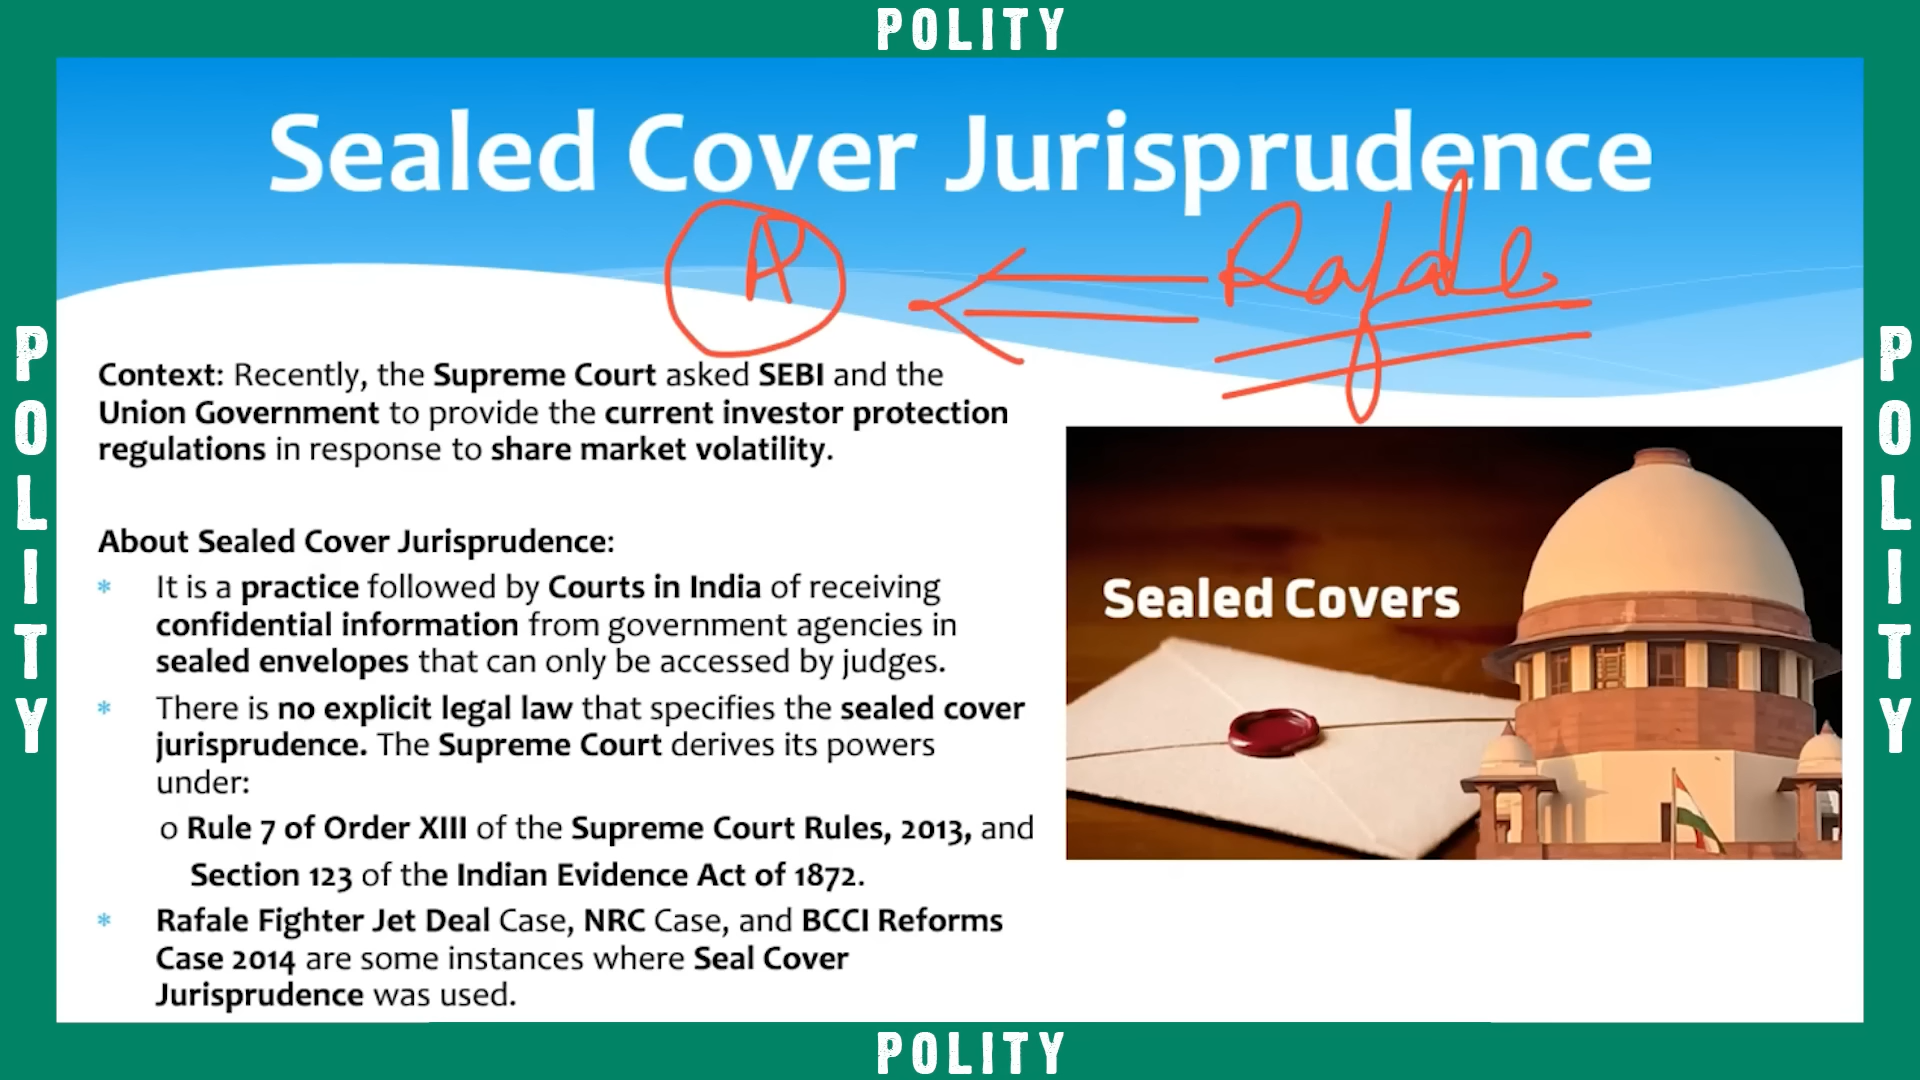 POLITY
Sealed Cover Jurisprudence
A
Rafale
POLITY
POLITY
Context: Recently, the Supreme Court asked SEBI and the
Union Government to provide the current investor protection
regulations in response to share market volatility.
About Sealed Cover Jurisprudence:
* It is a practice followed by Courts in India of receiving
confidential information from government agencies in
sealed envelopes that can only be accessed by judges.
* There is no explicit legal law that specifies the sealed cover
jurisprudence. The Supreme Court derives its powers
under:
o Rule 7 of Order XIII of the Supreme Court Rules, 2013, and
Section 123 of the Indian Evidence Act of 1872.
* Rafale Fighter Jet Deal Case, NRC Case, and BCCI Reforms
Case 2014 are some instances where Seal Cover
Jurisprudence was used.
Sealed Covers
POLITY